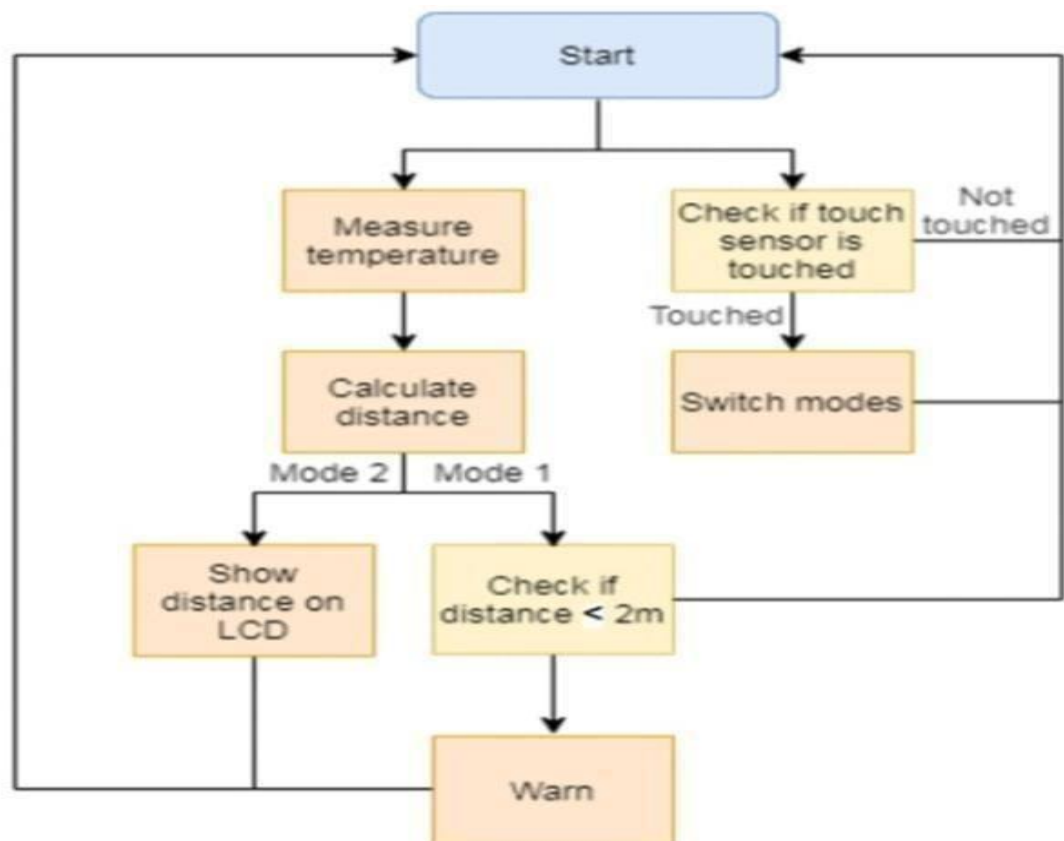 Start
Measure
temperature
Check if touch
sensor is
touched
Not
touched
Touched
Calculate
distance
Switch modes
Mode 2
Mode 1
Show
distance on
LCD
Check if
distance < 2m
Warn